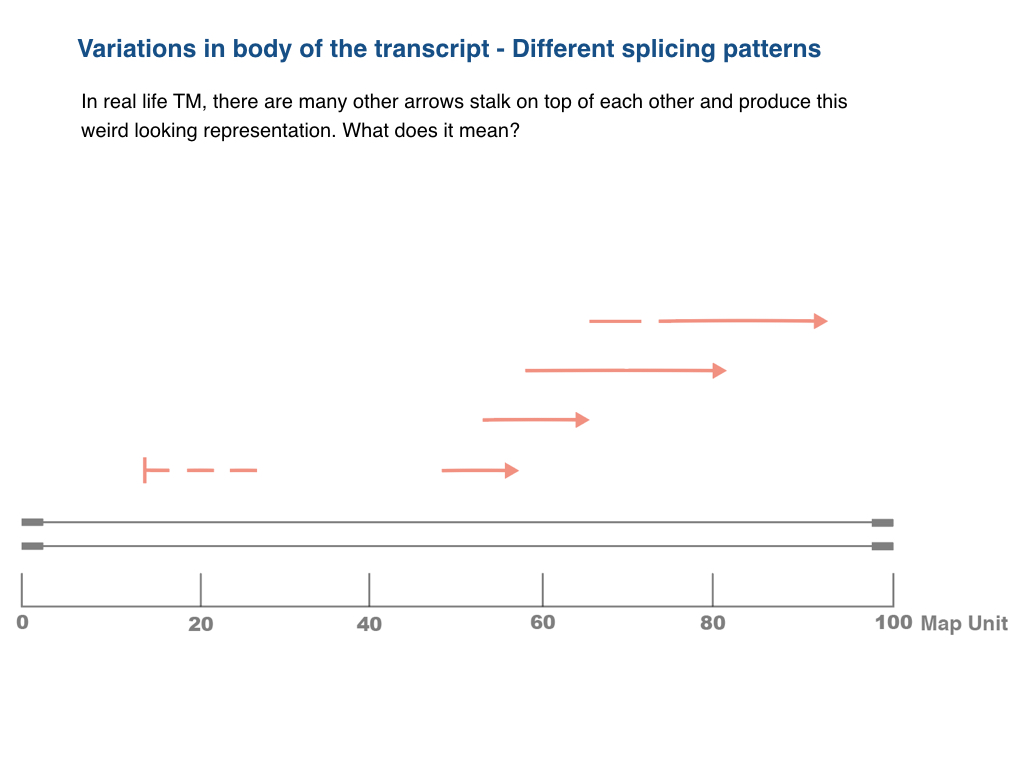 Variations in body of the transcript - Different splicing patterns
In real life TM, there are many other arrows stalk on top of each other and produce this
weird looking representation. What does it mean?
0 20 40 60 80 100 Map Unit